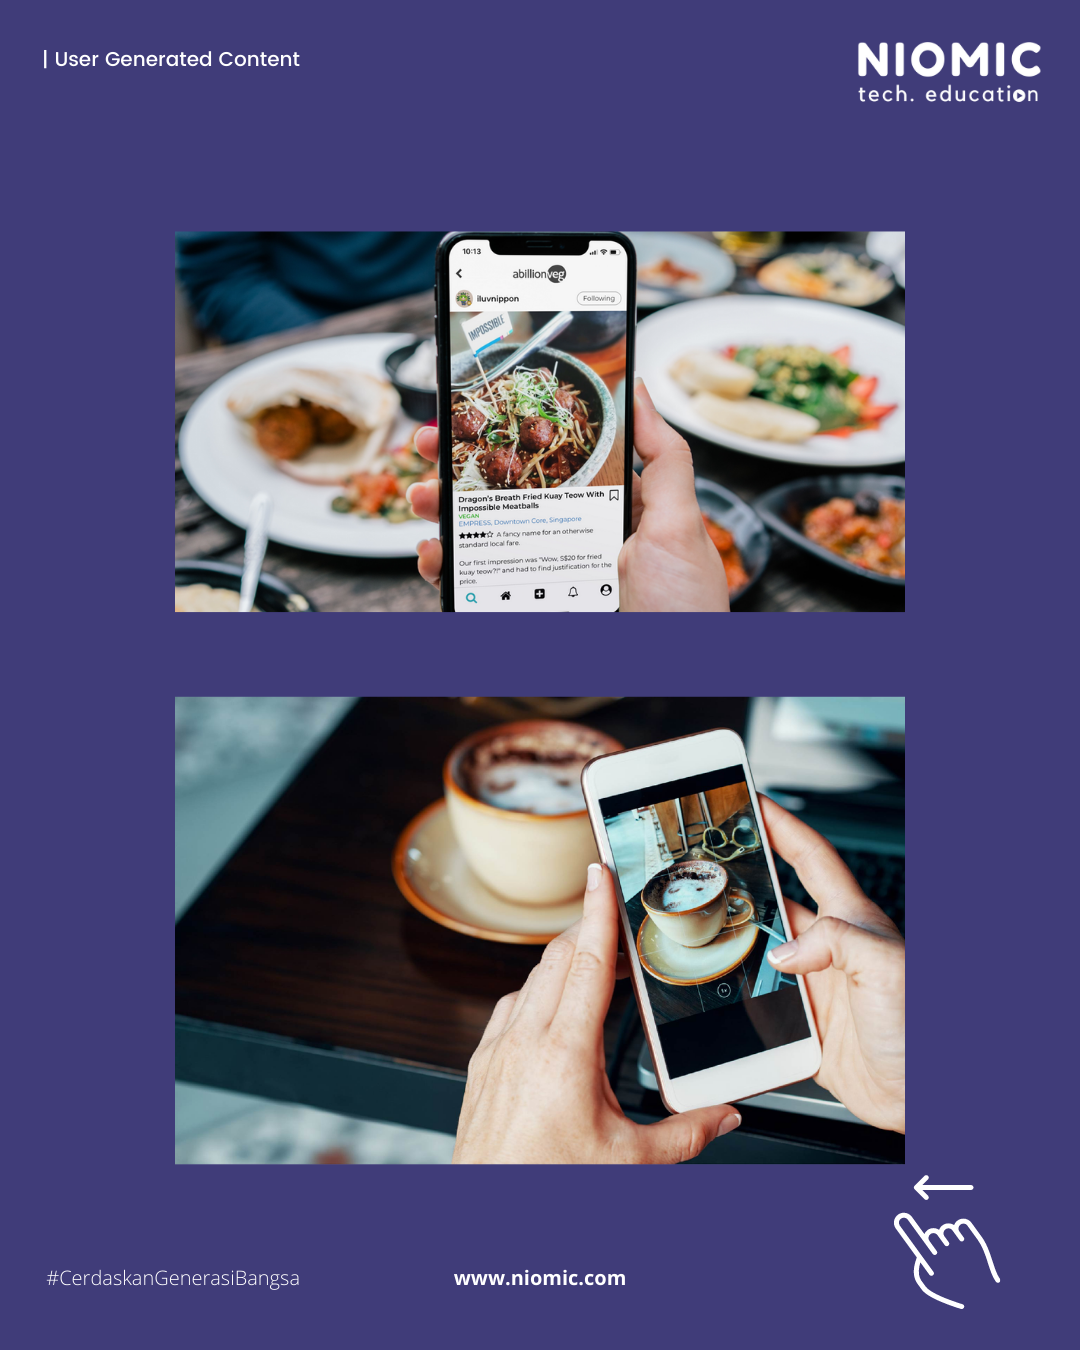 | User Generated Content
NIOMIC
tech. education
10:13
abillionveg
iluvnippon
Following
IMPOSSIBLE
Dragon's Breath Fried Kuay Teow With
Impossible Meatballs
VEGAN
EMPRESS, Downtown Core, Singapore
★★★★☆ A fancy name for an otherwise
standard local fare.
Our first impression was "Wow, S$20 for fried
kuay teow?!" and had to find justification for the
price.
1x
#CerdaskanGenerasiBangsa
www.niomic.com